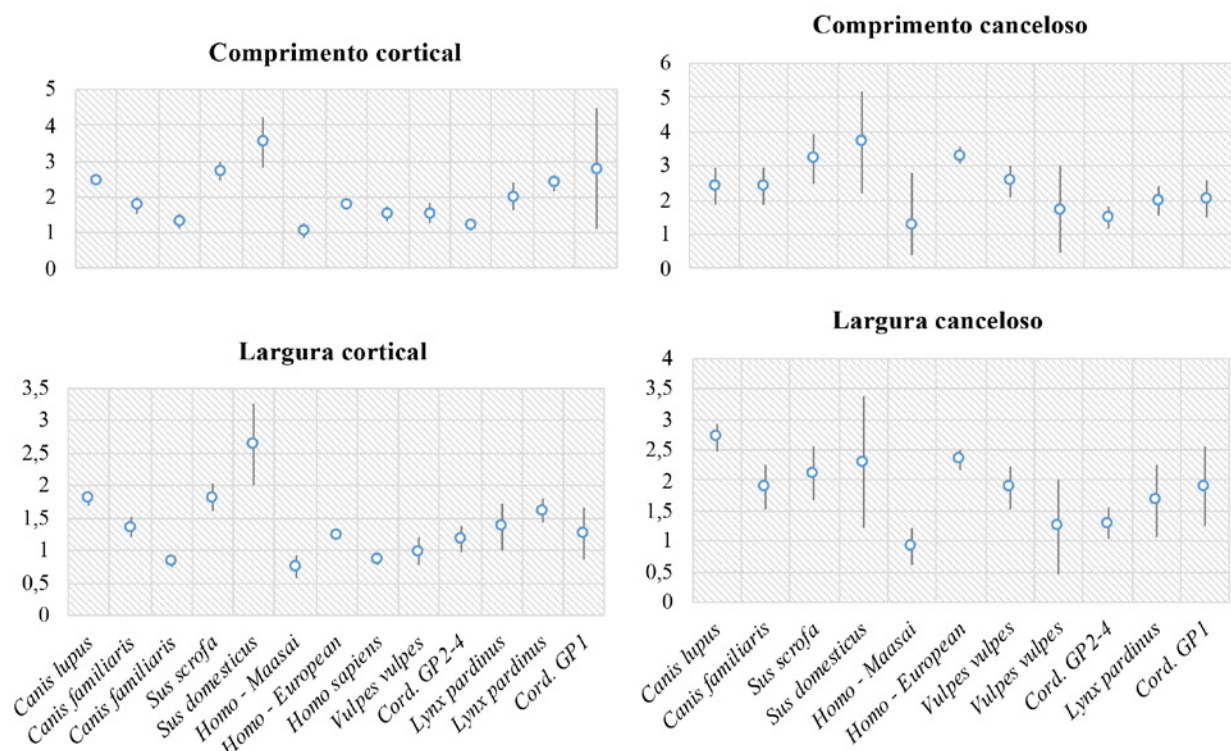 Comprimento cortical
5
4
3
2
1
0
Comprimento canceloso
6
5
4
3
2
1
0
Largura cortical
3,5
3
2,5
2
1,5
1
0,5
0
Canis lupus
Canis familiaris
Canis familiaris
Sus scrofa
Sus domesticus
Homo - Maasai
Homo - European
Homo sapiens
Vulpes vulpes
Cord. GP 2-4
Lynx pardinus
Lynx pardinus
Cord. GP1
Largura canceloso
4
3,5
3
2,5
2
1,5
1
0,5
0
Canis lupus
Canis familiaris
Sus scrofa
Sus domesticus
Homo - Maasai
Homo - European
Vulpes vulpes
Vulpes vulpes
Cord. GP2-4
Lynx pardinus
Cord. GP1